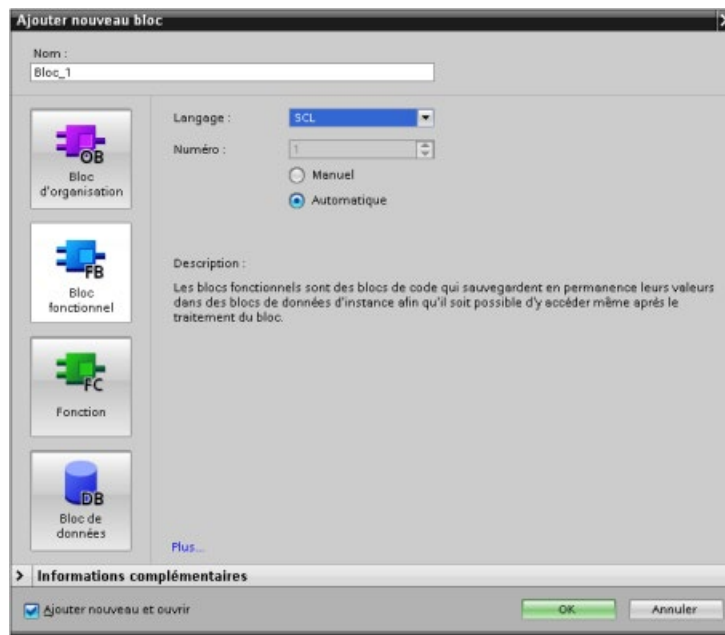 Ajouter nouveau bloc
Nom :
Bloc_1
OB
Bloc
d'organisation
FB
Bloc
fonctionnel
FC
Fonction
DB
Bloc de
données
Langage :
SCL
Numéro :
1
Manuel
Automatique
Description :
Les blocs fonctionnels sont des blocs de code qui sauvegardent en permanence leurs valeurs
dans des blocs de données d'instance afin qu'il soit possible d'y accéder même aprés le
traitement du bloc.
Plus...
> Informations complémentaires
Ajouter nouveau et ouvrir
OK
Annuler